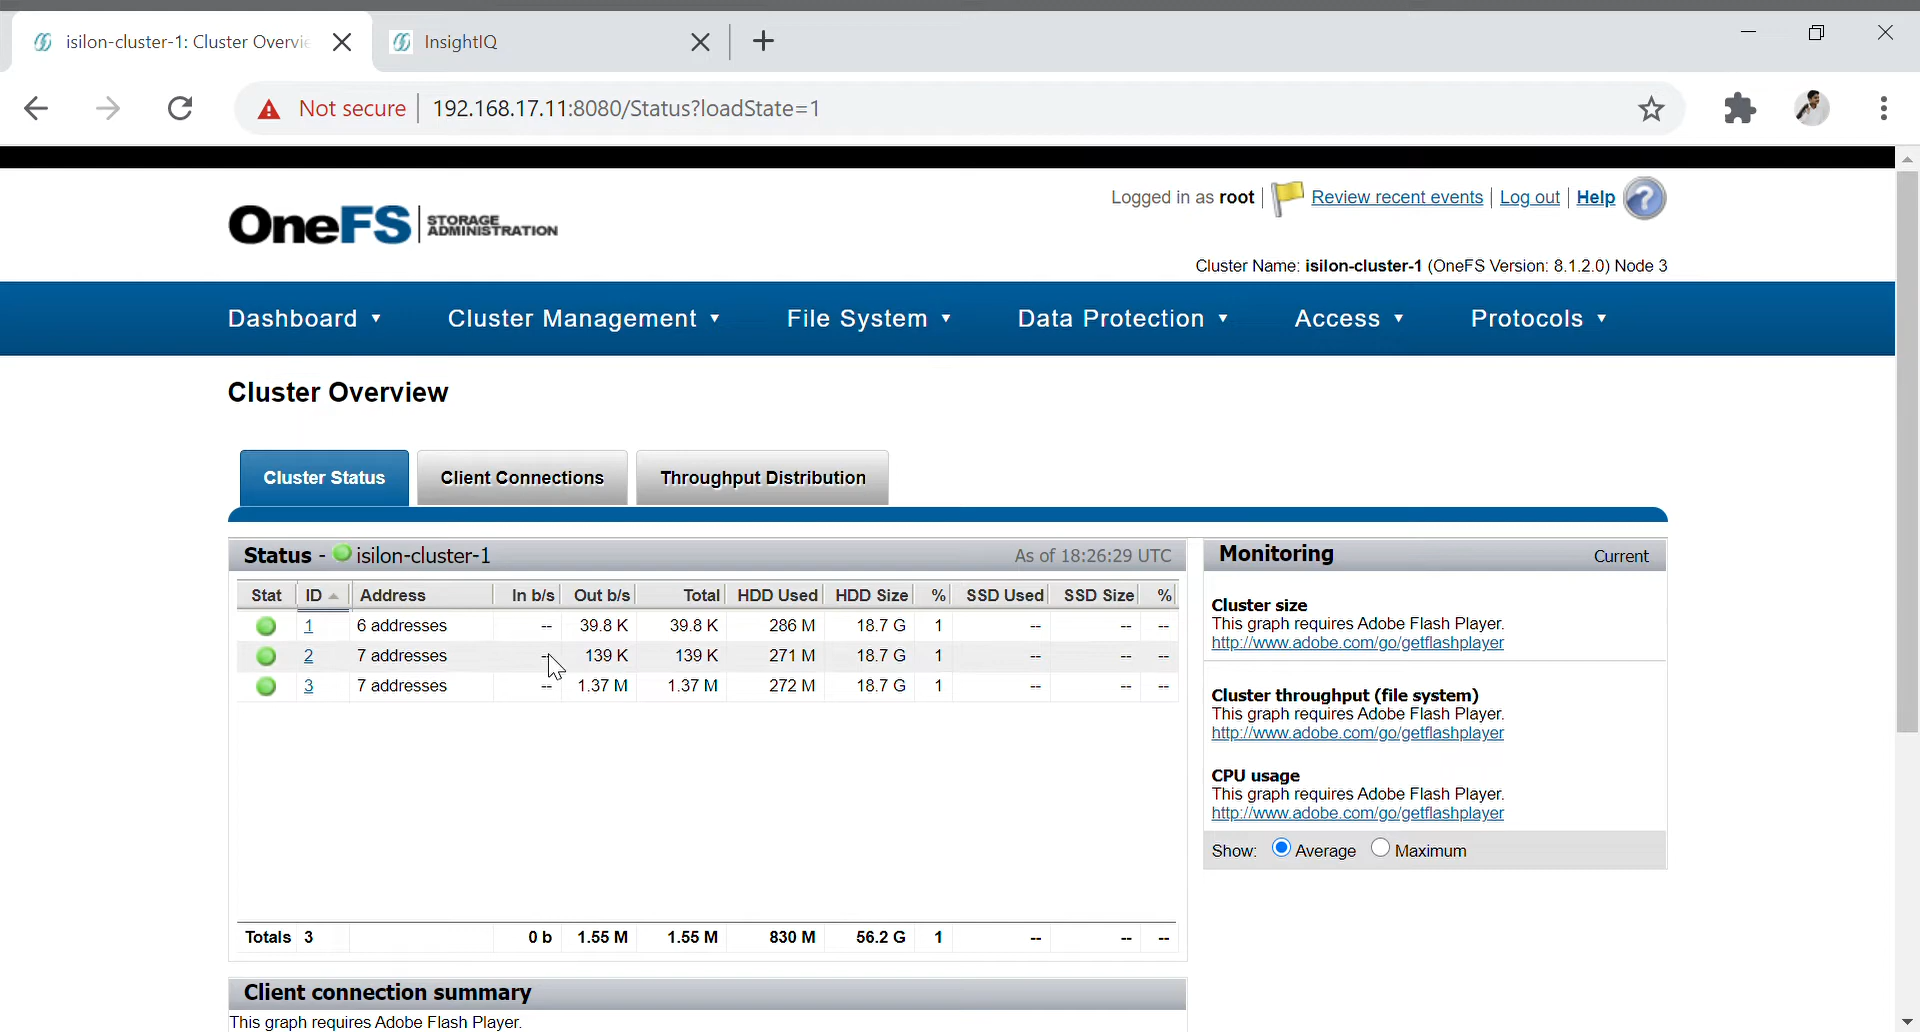 isilon-cluster-1: Cluster Overvie
InsightIQ
Not secure
192.168.17.11:8080/Status?loadState=1
Logged in as root
Review recent events
Log out
Help
OneFS STORAGE ADMINISTRATION
Cluster Name: isilon-cluster-1 (OneFS Version: 8.1.2.0) Node 3
Dashboard Cluster Management File System Data Protection Access Protocols
Cluster Overview
Cluster Status Client Connections Throughput Distribution
Status - isilon-cluster-1 As of 18:26:29 UTC
Stat ID Address In b/s Out b/s Total HDD Used HDD Size % SSD Used SSD Size %
1 6 addresses -- 39.8 K 39.8 K 286 M 18.7 G 1 -- -- --
2 7 addresses -- 139 K 139 K 271 M 18.7 G 1 -- -- --
3 7 addresses -- 1.37 M 1.37 M 272 M 18.7 G 1 -- -- --
Totals 3 0 b 1.55 M 1.55 M 830 M 56.2 G 1 -- -- --
Monitoring Current
Cluster size
This graph requires Adobe Flash Player.
http://www.adobe.com/go/getflashplayer
Cluster throughput (file system)
This graph requires Adobe Flash Player.
http://www.adobe.com/go/getflashplayer
CPU usage
This graph requires Adobe Flash Player.
http://www.adobe.com/go/getflashplayer
Show: Average Maximum
Client connection summary
This graph requires Adobe Flash Player.